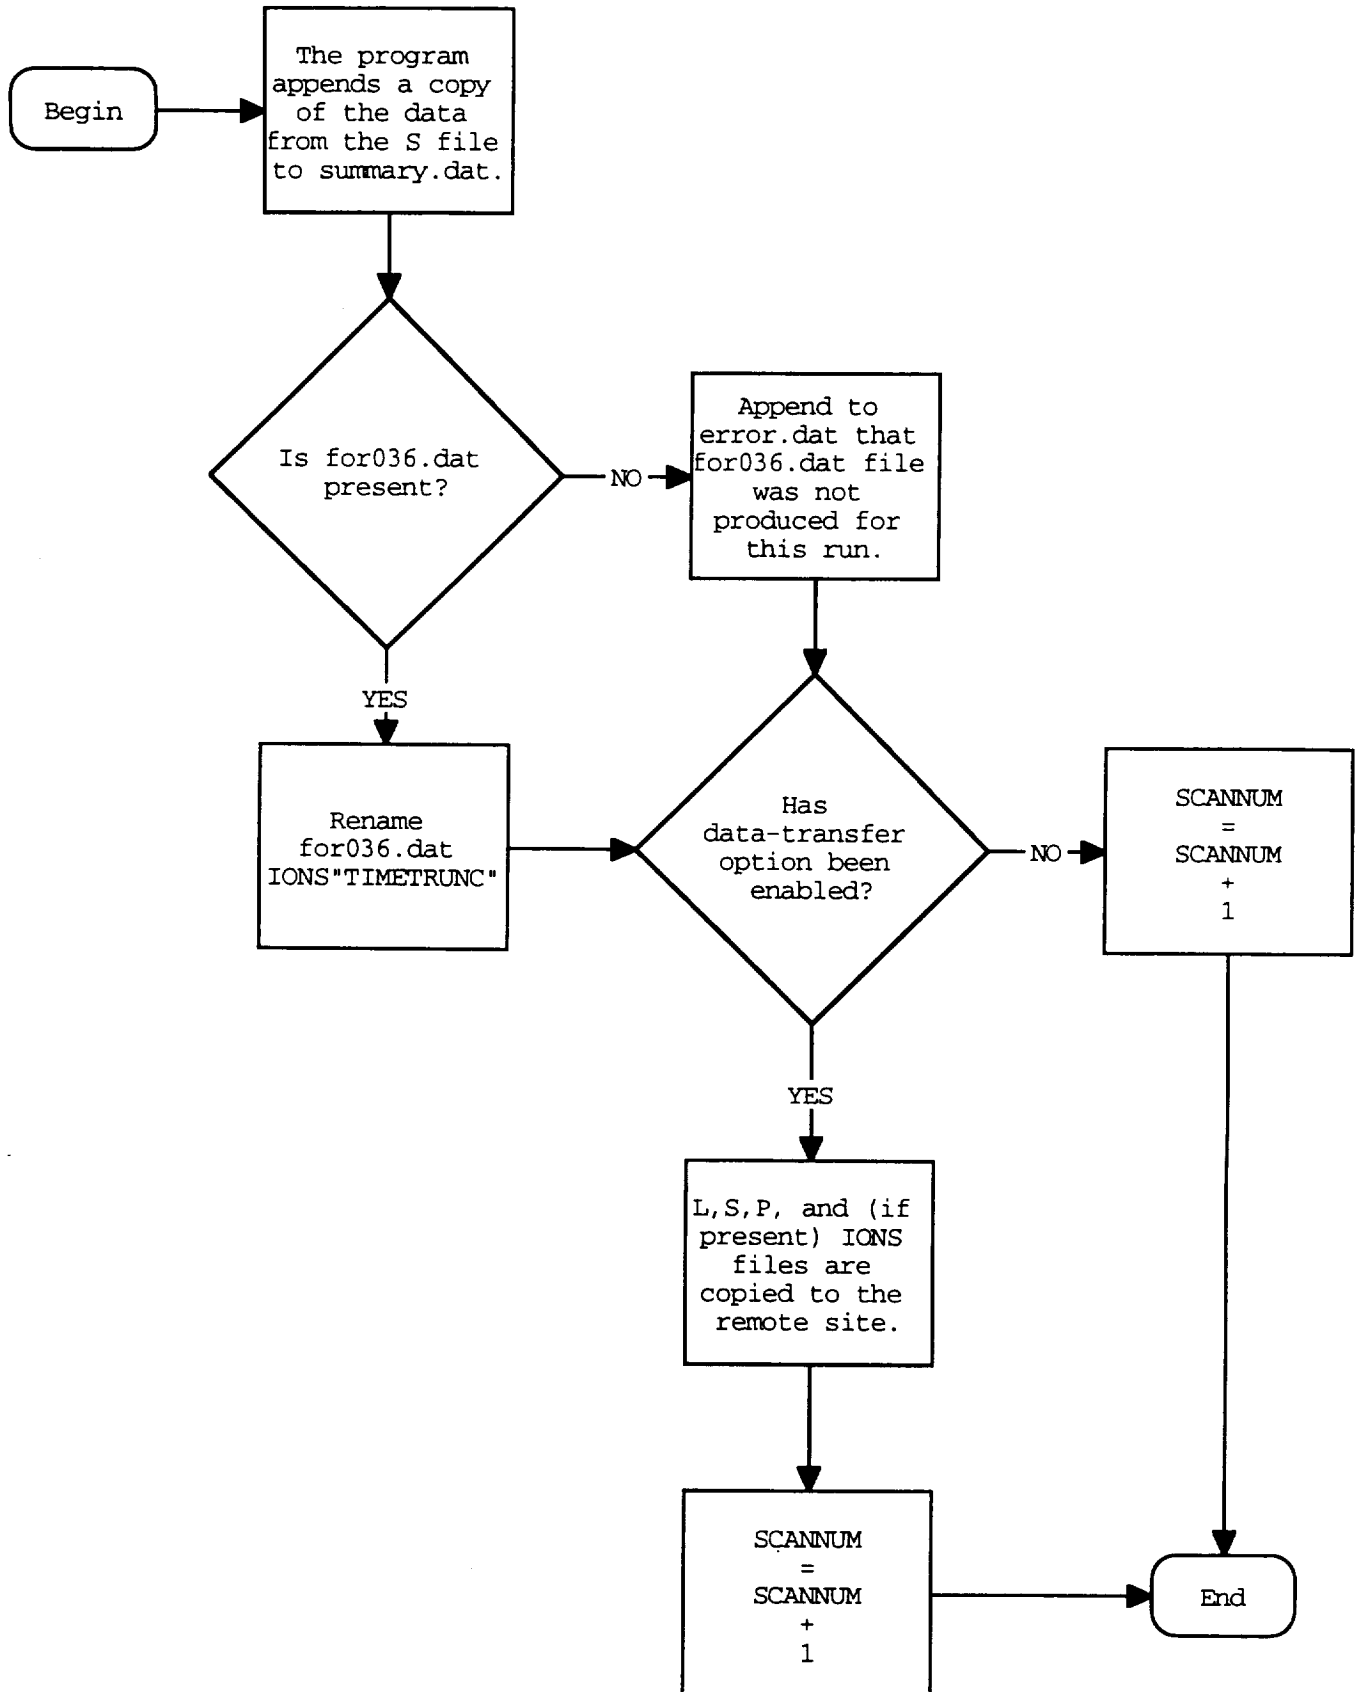 Begin
The program
appends a copy
of the data
from the S file
to summary.dat.
Is for036.dat
present?
NO
Append to
error.dat that
for036.dat file
was not
produced for
this run.
YES
Rename
for036.dat
IONS"TIMETRUNC"
Has
data-transfer
option been
enabled?
NO
SCANNUM
=
SCANNUM
+
1
YES
L,S,P, and (if
present) IONS
files are
copied to the
remote site.
SCANNUM
=
SCANNUM
+
1
End